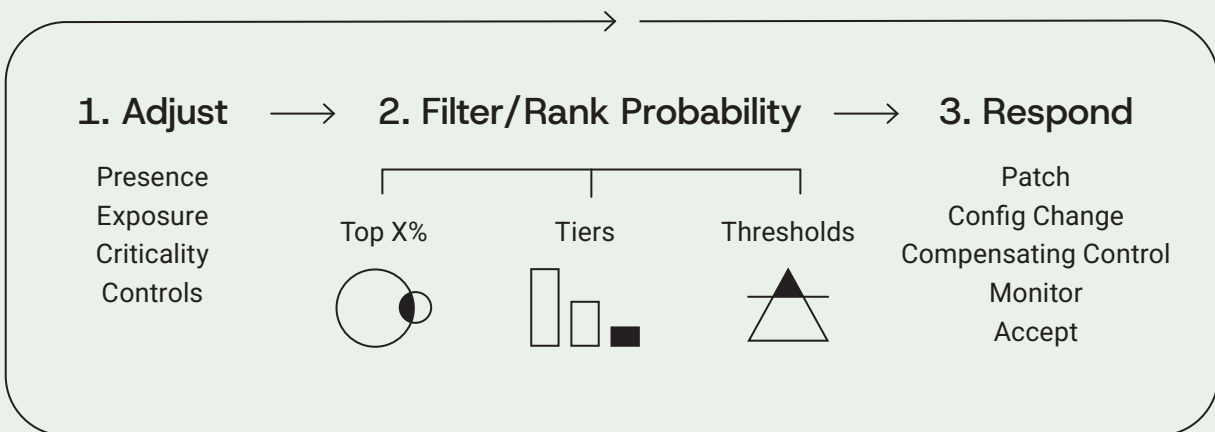 1. Adjust
2. Filter/Rank Probability
3. Respond
Presence
Exposure
Criticality
Controls
Top X%
Tiers
Thresholds
Patch
Config Change
Compensating Control
Monitor
Accept